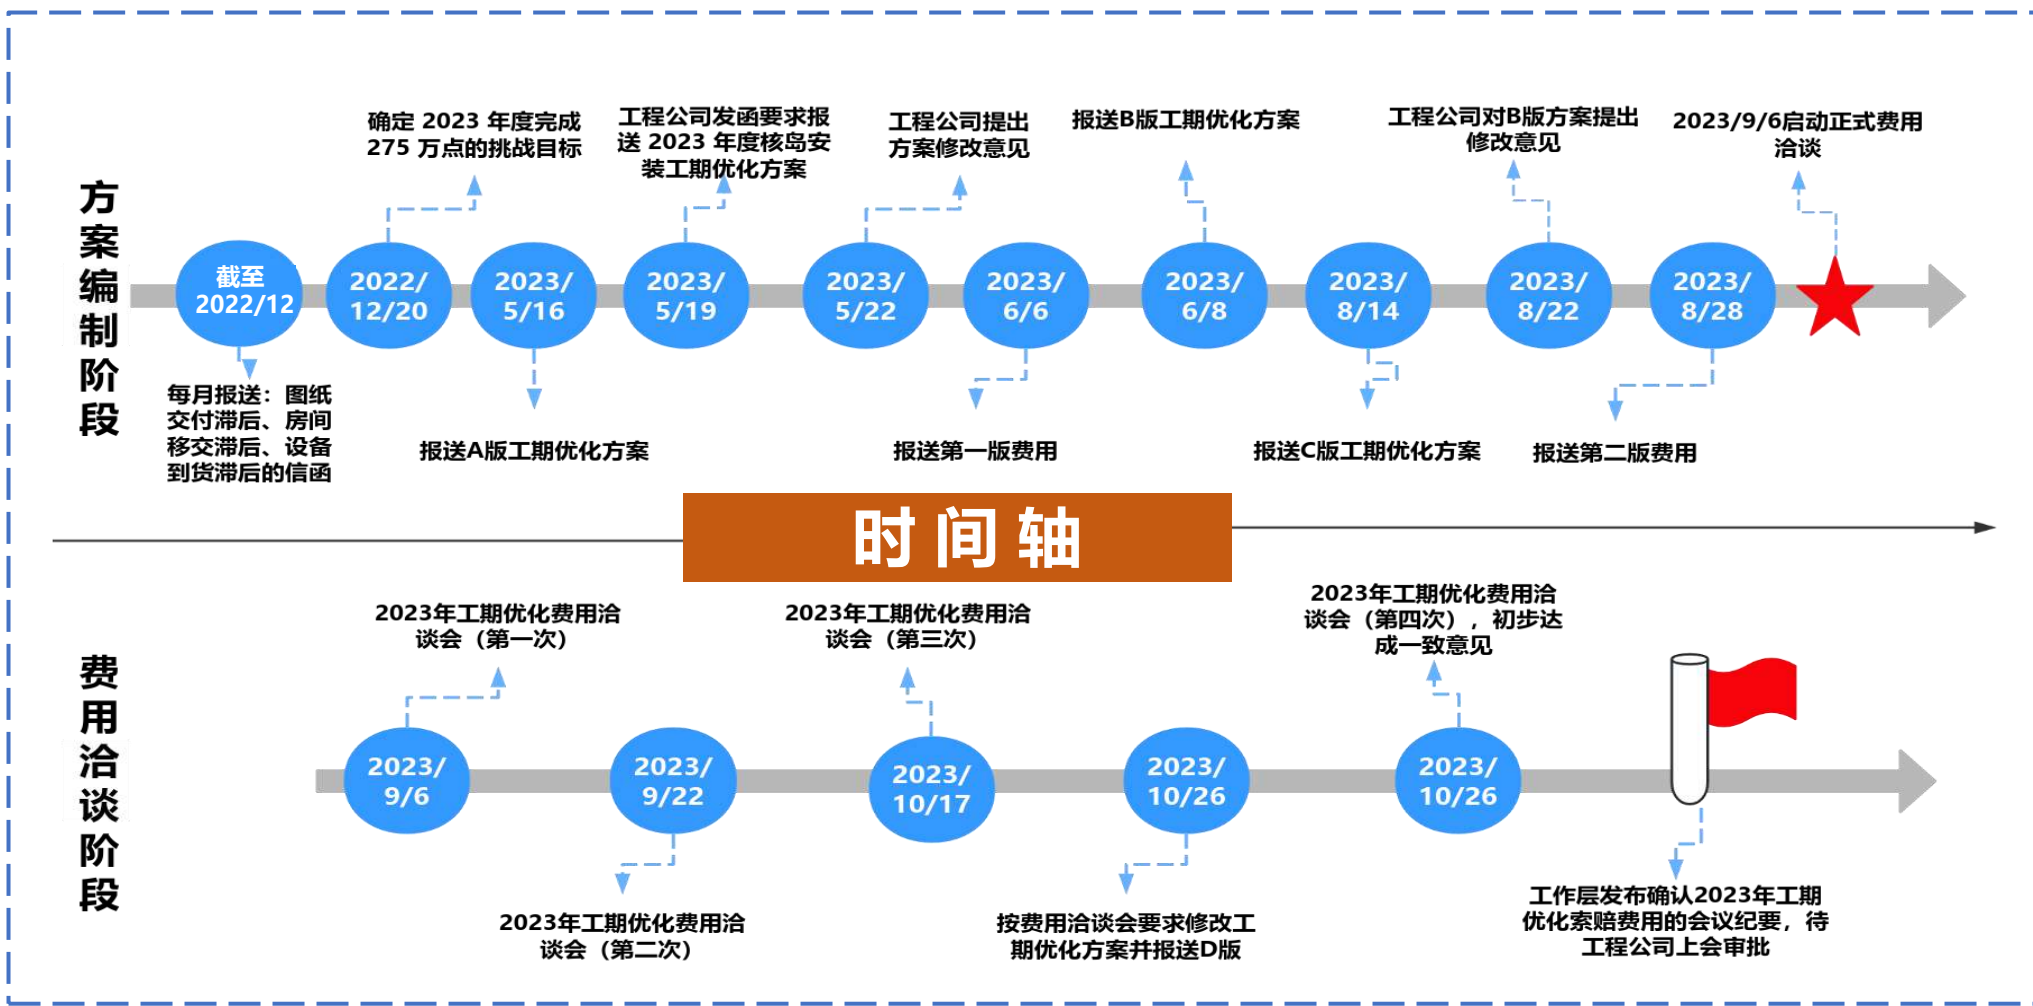 方案编制阶段
确定 2023 年度完成
275 万点的挑战目标
工程公司发函要求报
送 2023 年度核岛安
装工期优化方案
工程公司提出
方案修改意见
报送B版工期优化方案
工程公司对B版方案提出
修改意见
2023/9/6启动正式费用
洽谈
截至
2022/12
2022/
12/20
2023/
5/16
2023/
5/19
2023/
5/22
2023/
6/6
2023/
6/8
2023/
8/14
2023/
8/22
2023/
8/28
每月报送：图纸
交付滞后、房间
移交滞后、设备
到货滞后的信函
报送A版工期优化方案
报送第一版费用
报送C版工期优化方案
报送第二版费用
时间轴
费用洽谈阶段
2023年工期优化费用洽
谈会（第一次）
2023年工期优化费用洽
谈会（第三次）
2023年工期优化费用洽
谈会（第四次），初步达
成一致意见
2023/
9/6
2023/
9/22
2023/
10/17
2023/
10/26
2023/
10/26
2023年工期优化费用洽
谈会（第二次）
按费用洽谈会要求修改工
期优化方案并报送D版
工作层发布确认2023年工期
优化索赔费用的会议纪要，待
工程公司上会审批